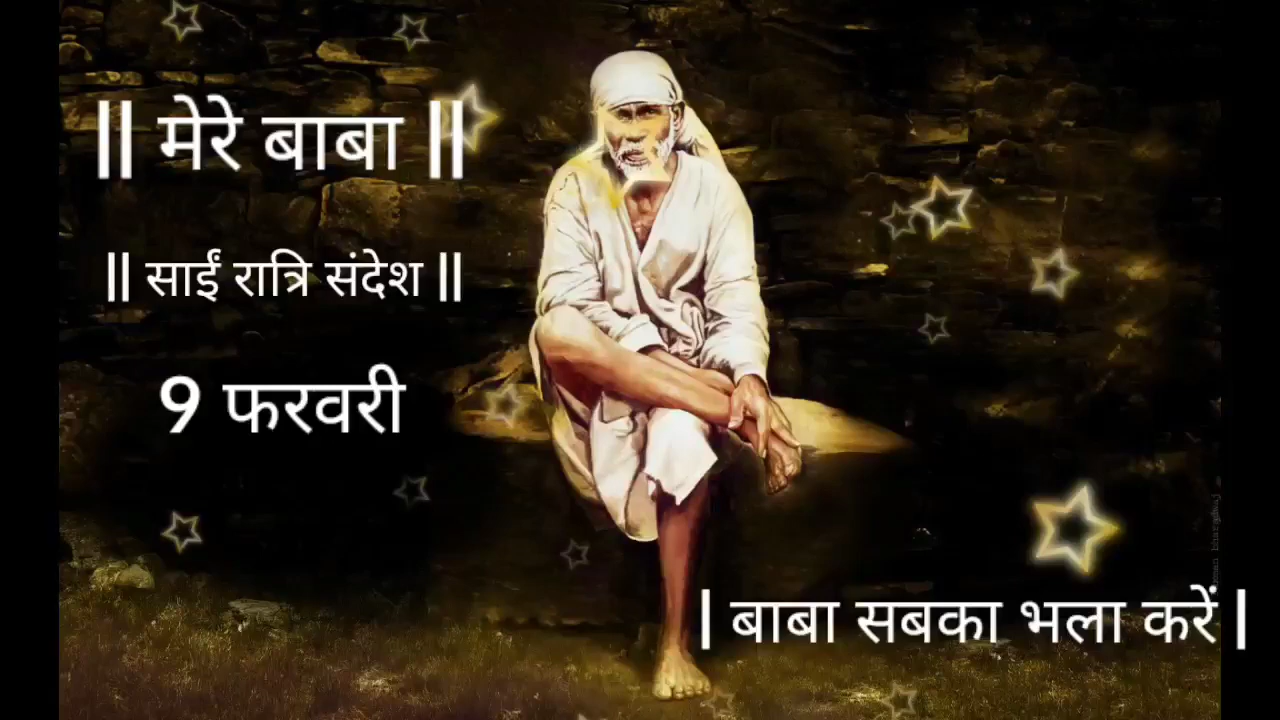 || मेरे बाबा ||
|| साईं रात्रि संदेश ||
9 फरवरी
| बाबा सबका भला करें |